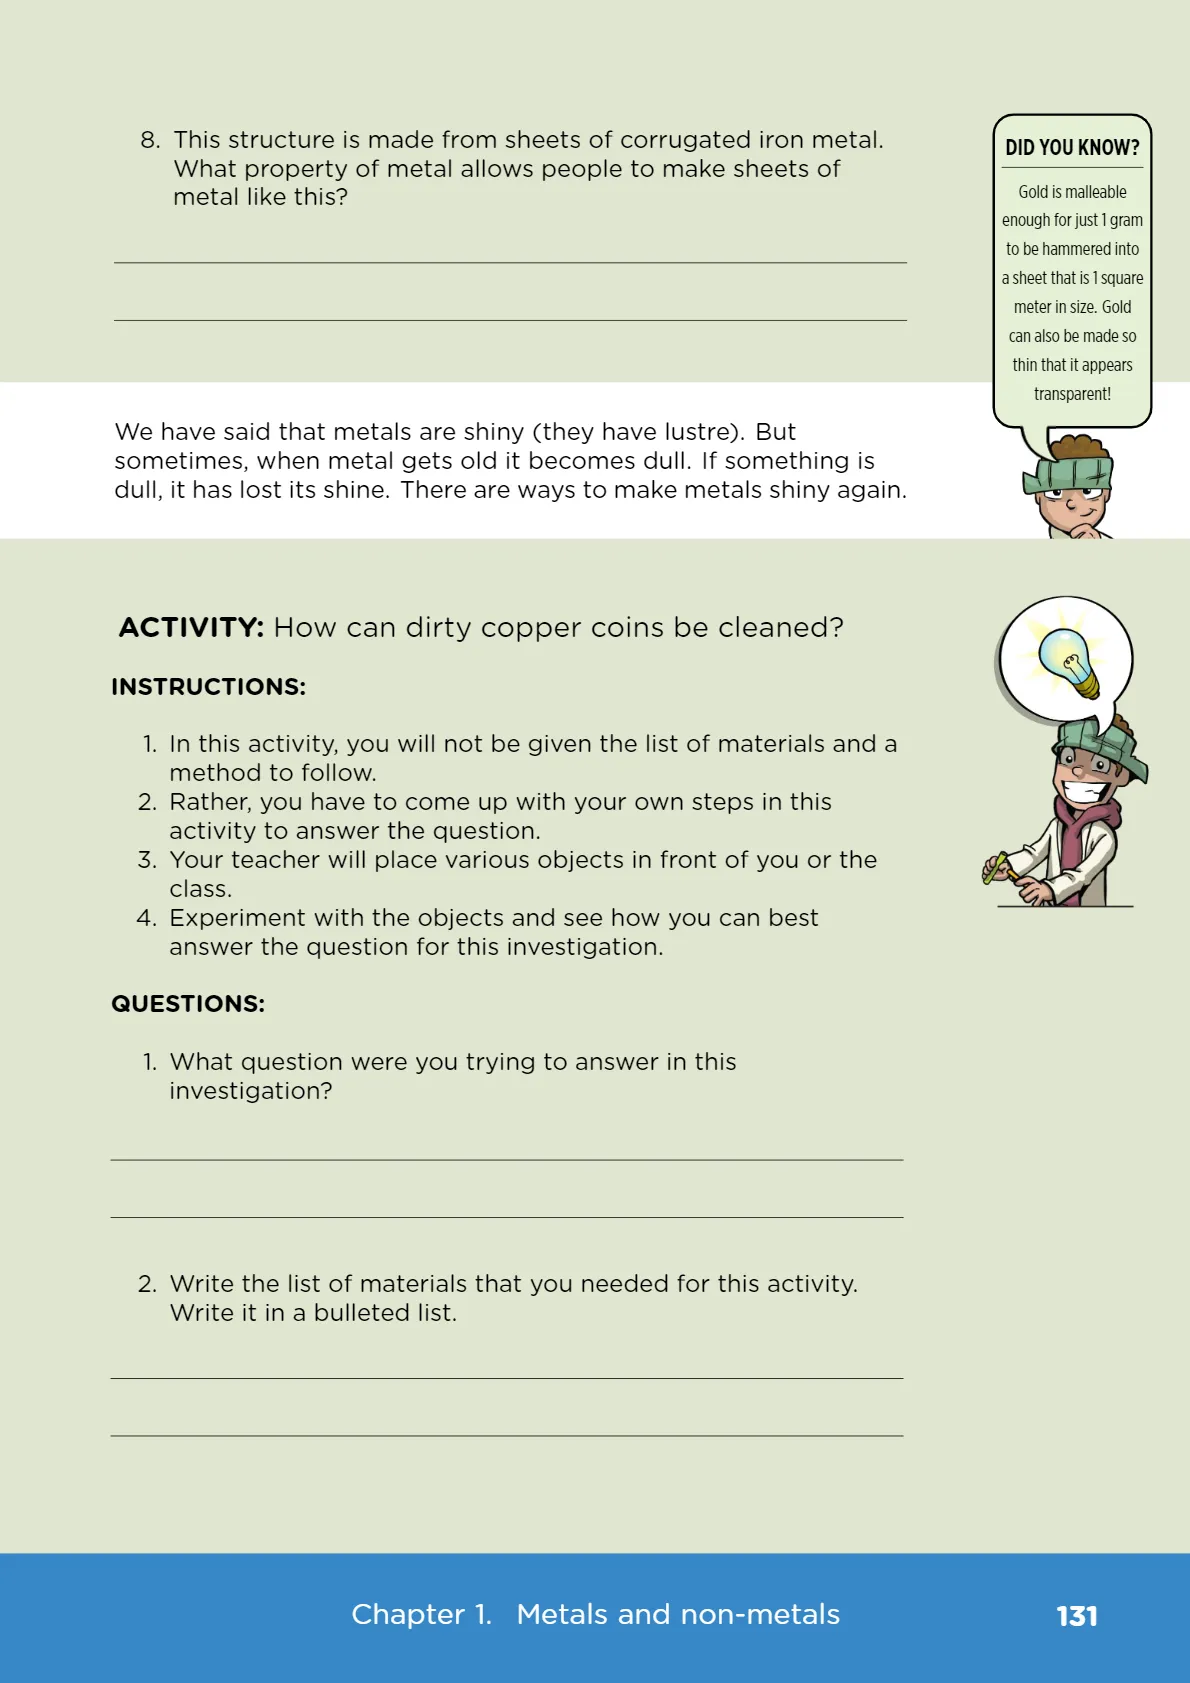 8. This structure is made from sheets of corrugated iron metal.
What property of metal allows people to make sheets of
metal like this?
DID YOU KNOW?
Gold is malleable
enough for just 1 gram
to be hammered into
a sheet that is 1 square
meter in size. Gold
can also be made so
thin that it appears
transparent!
We have said that metals are shiny (they have lustre). But
sometimes, when metal gets old it becomes dull. If something is
dull, it has lost its shine. There are ways to make metals shiny again.
ACTIVITY: How can dirty copper coins be cleaned?
INSTRUCTIONS:
1. In this activity, you will not be given the list of materials and a
method to follow.
2. Rather, you have to come up with your own steps in this
activity to answer the question.
3. Your teacher will place various objects in front of you or the
class.
4. Experiment with the objects and see how you can best
answer the question for this investigation.
QUESTIONS:
1. What question were you trying to answer in this
investigation?
2. Write the list of materials that you needed for this activity.
Write it in a bulleted list.
Chapter 1. Metals and non-metals
131